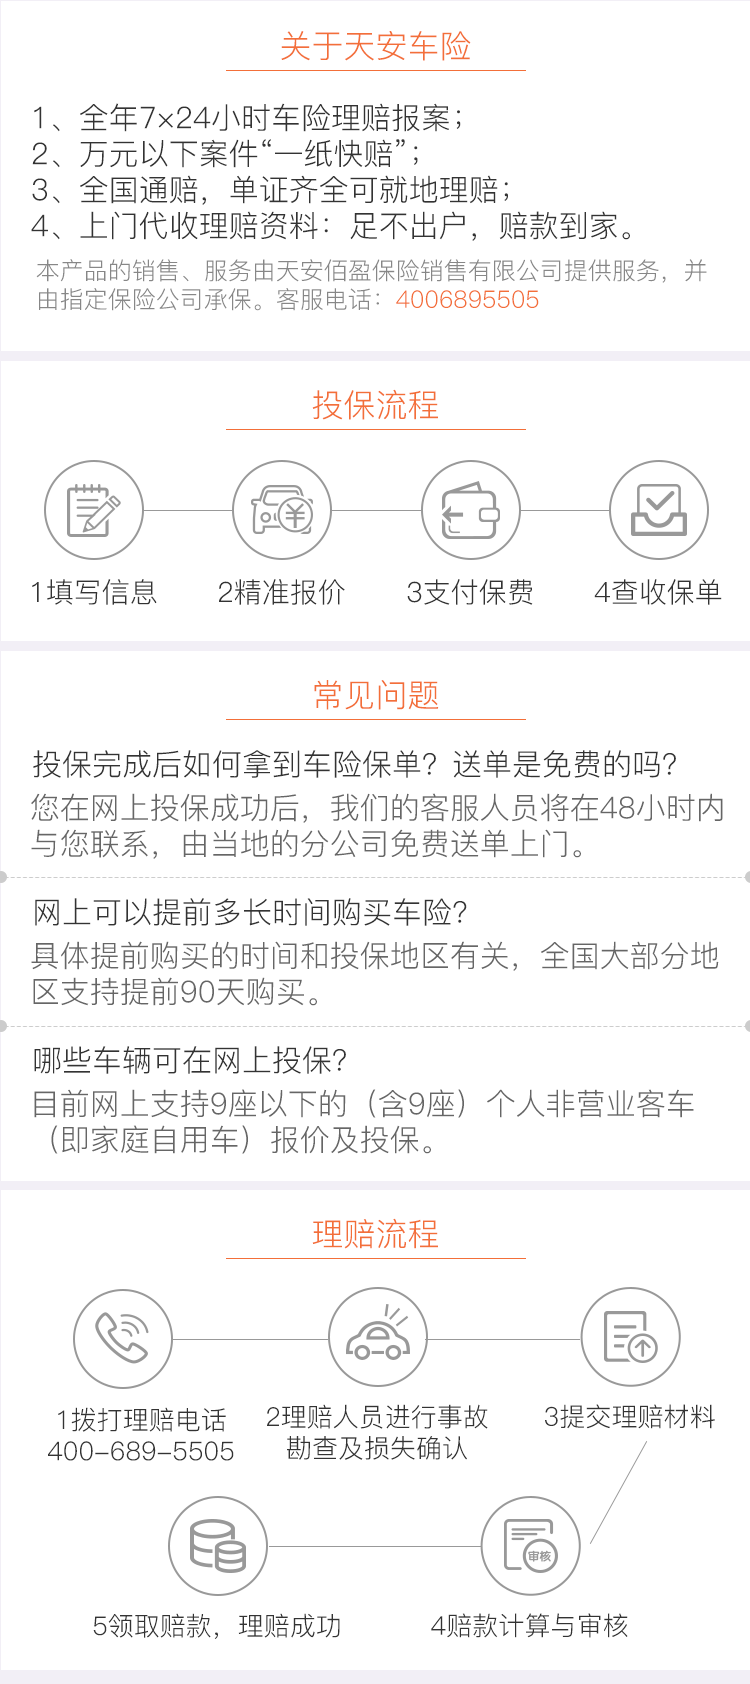 关于天安车险
1、全年7×24小时车险理赔报案；
2、万元以下案件“一纸快赔”；
3、全国通赔，单证齐全可就地理赔；
4、上门代收理赔资料：足不出户，赔款到家。
本产品的销售、服务由天安佰盈保险销售有限公司提供服务，并
由指定保险公司承保。客服电话：4006895505
投保流程
1填写信息
2精准报价
3支付保费
4查收保单
常见问题
投保完成后如何拿到车险保单？送单是免费的吗？
您在网上投保成功后，我们的客服人员将在48小时内
与您联系，由当地的分公司免费送单上门。
网上可以提前多长时间购买车险？
具体提前购买的时间和投保地区有关，全国大部分地
区支持提前90天购买。
哪些车辆可在网上投保？
目前网上支持9座以下的（含9座）个人非营业客车
（即家庭自用车）报价及投保。
理赔流程
1拨打理赔电话
400-689-5505
2理赔人员进行事故
勘查及损失确认
3提交理赔材料
审核
5领取赔款，理赔成功
4赔款计算与审核